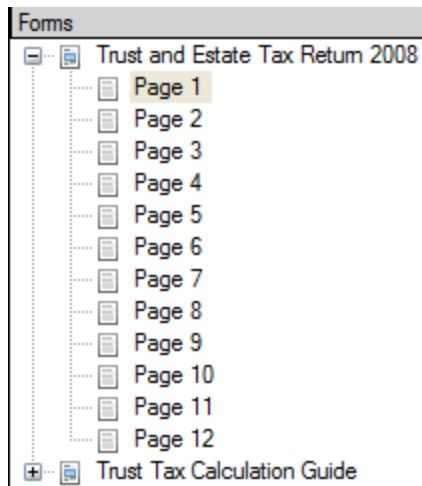 Forms
Trust and Estate Tax Return 2008
Page 1
Page 2
Page 3
Page 4
Page 5
Page 6
Page 7
Page 8
Page 9
Page 10
Page 11
Page 12
Trust Tax Calculation Guide